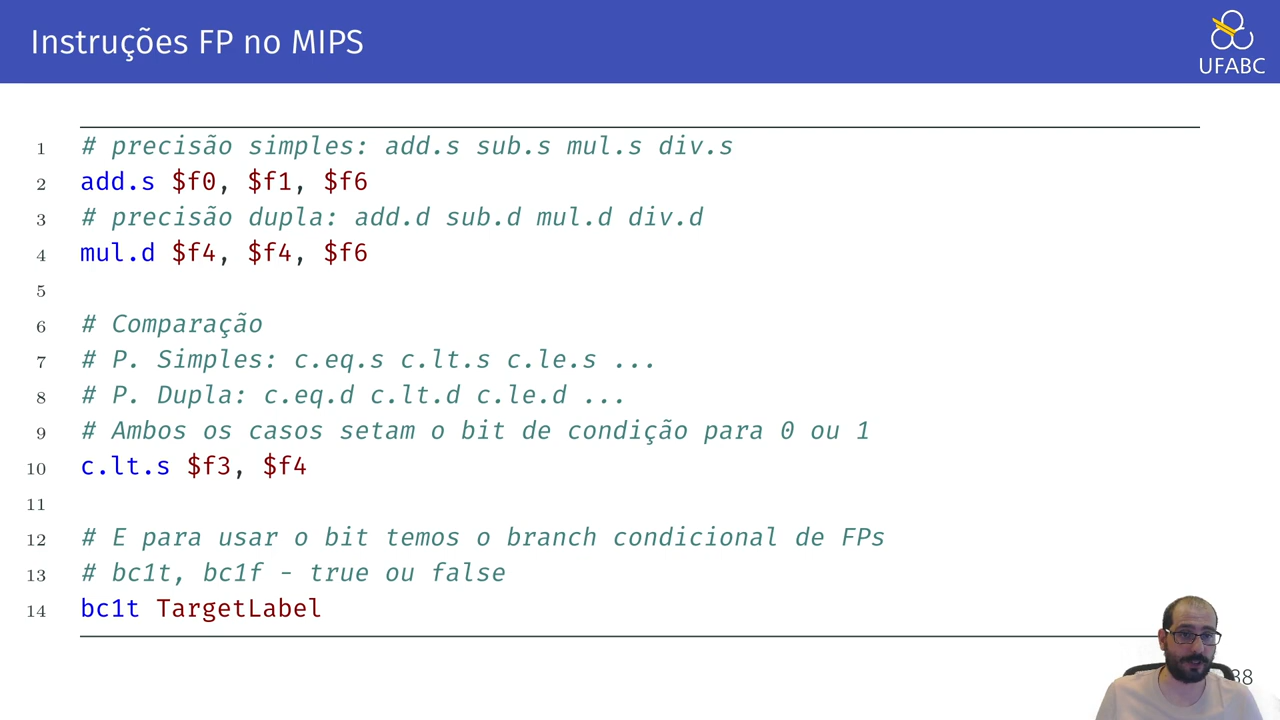 Instruções FP no MIPS
UFABC
1 # precisão simples: add.s sub.s mul.s div.s
2 add.s $f0, $f1, $f6
3 # precisão dupla: add.d sub.d mul.d div.d
4 mul.d $f4, $f4, $f6
5
6 # Comparação
7 # P. Simples: c.eq.s c.lt.s c.le.s ...
8 # P. Dupla: c.eq.d c.lt.d c.le.d ...
9 # Ambos os casos setam o bit de condição para 0 ou 1
10 c.lt.s $f3, $f4
11
12 # E para usar o bit temos o branch condicional de FPs
13 # bc1t, bc1f - true ou false
14 bc1t TargetLabel